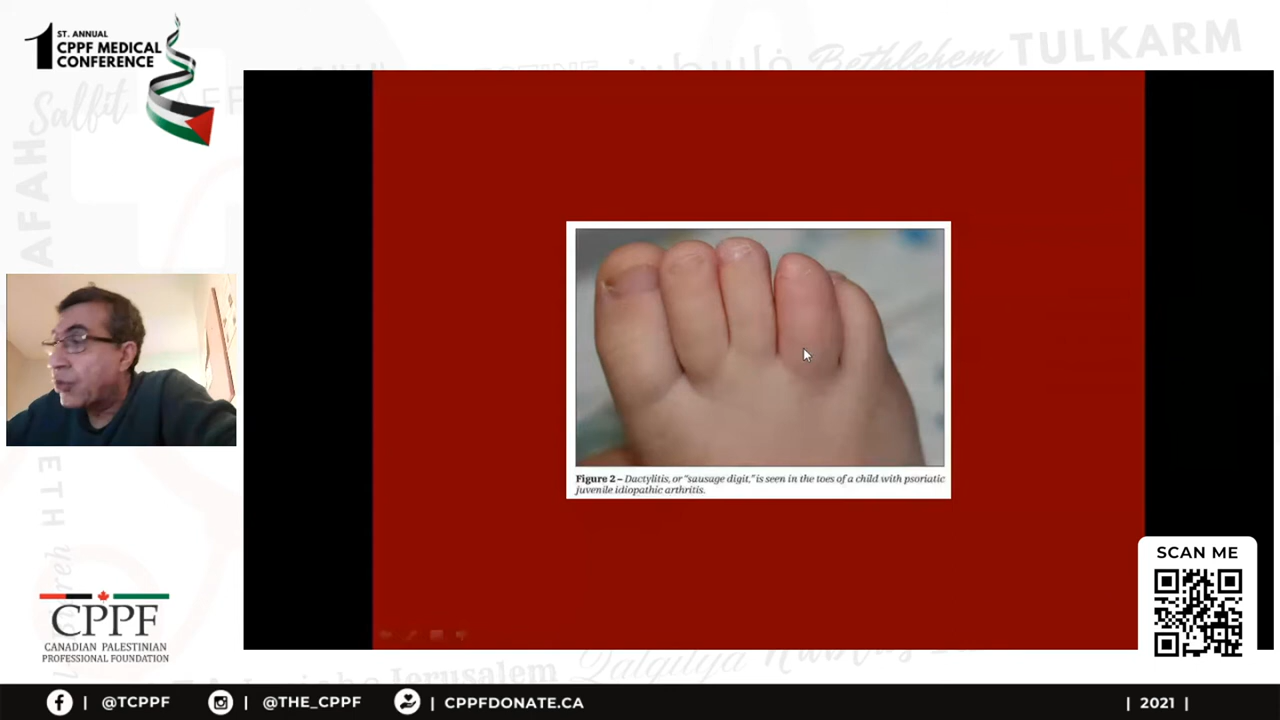 1 ST. ANNUAL
CPPF MEDICAL
CONFERENCE
Bethlehem
TULKARM
Salfit
AFAH
Figure 2 – Dactylitis, or "sausage digit," is seen in the toes of a child with psoriatic
juvenile idiopathic arthritis.
SCAN ME
CPPF
CANADIAN PALESTINIAN
PROFESSIONAL FOUNDATION
Jerusalem
Qalqilya
| @TCPPF
| @THE_CPPF
| CPPFDONATE.CA
| 2021 |